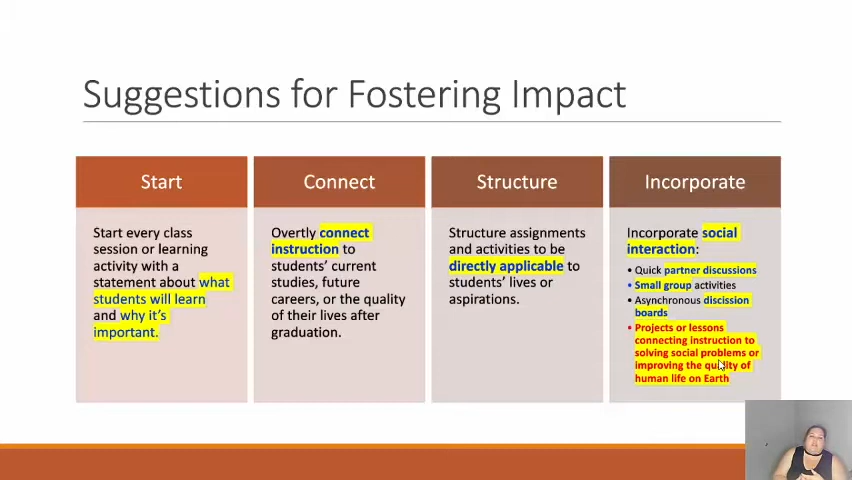 Suggestions for Fostering Impact
Start
Start every class
session or learning
activity with a
statement about what
students will learn
and why it's
important.
Connect
Overtly connect
instruction to
students' current
studies, future
careers, or the quality
of their lives after
graduation.
Structure
Structure assignments
and activities to be
directly applicable to
students' lives or
aspirations.
Incorporate
Incorporate social
interaction:
• Quick partner discussions
• Small group activities
• Asynchronous discission
boards
• Projects or lessons
connecting instruction to
solving social problems or
improving the quality of
human life on Earth